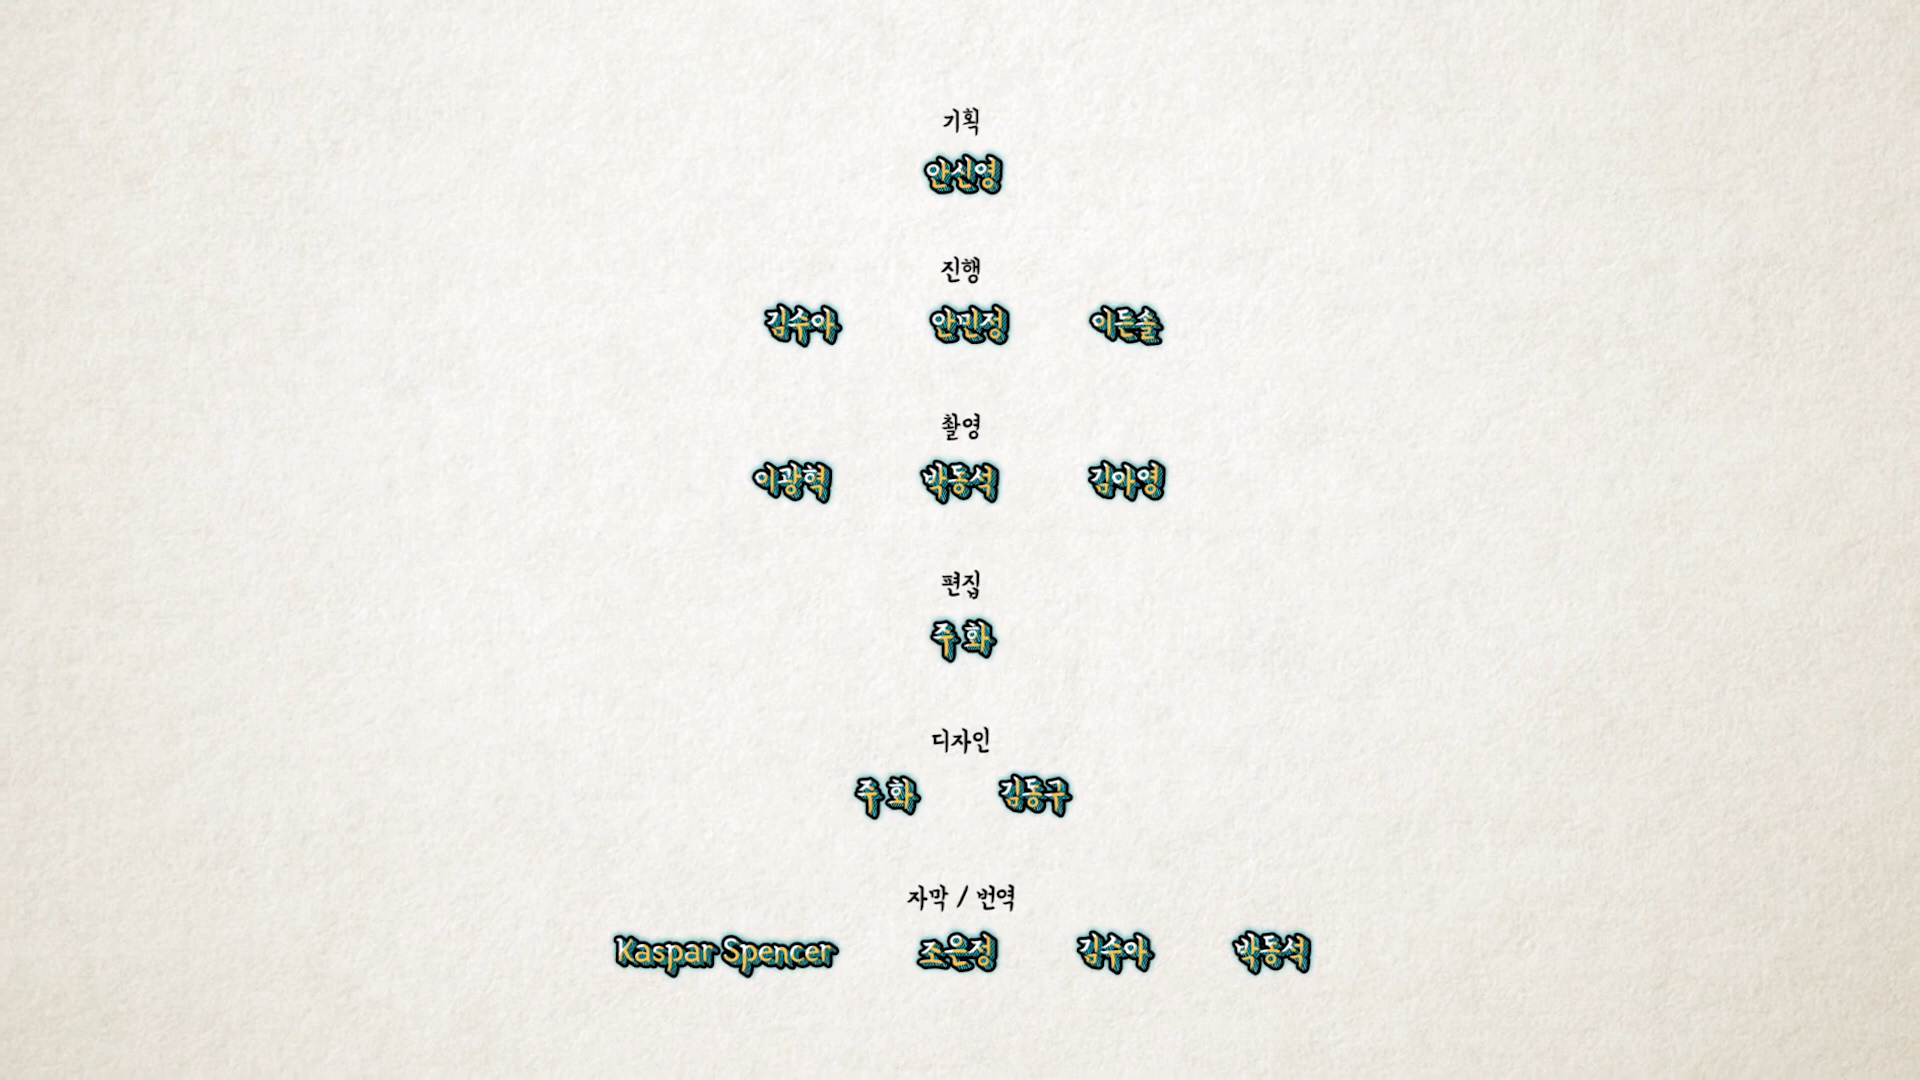 기획
안신영
진행
김수아 안민정 이든솔
촬영
이광혁 박동석 김아영
편집
주화
디자인
주화 김동구
자막 / 번역
Kaspar Spencer 조은정 김수아 박동석